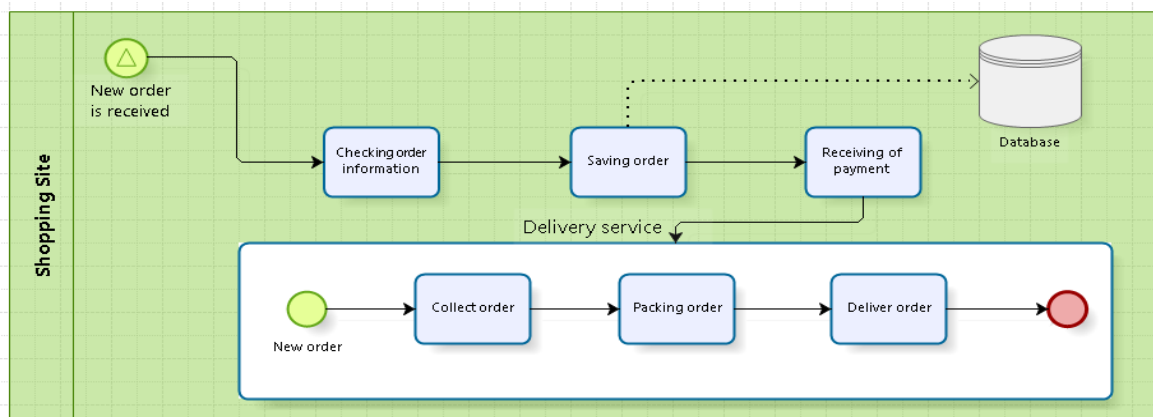 Shopping Site
New order
is received
Database
Checking order
information
Saving order
Receiving of
payment
Delivery service
Collect order
Packing order
Deliver order
New order